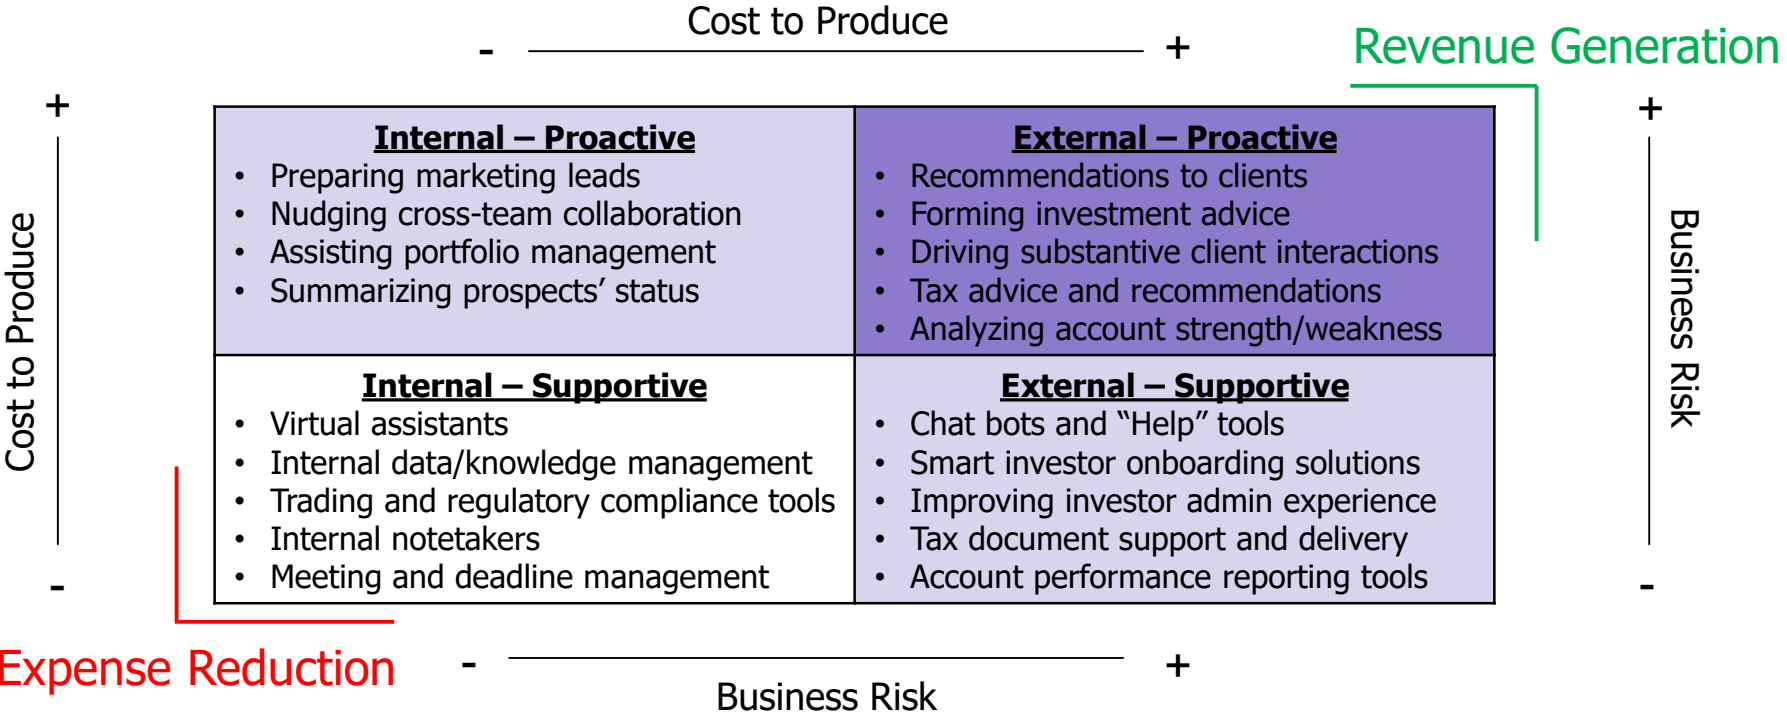 Cost to Produce
- +
Revenue Generation
+ +
Internal – Proactive
• Preparing marketing leads
• Nudging cross-team collaboration
• Assisting portfolio management
• Summarizing prospects’ status
External – Proactive
• Recommendations to clients
• Forming investment advice
• Driving substantive client interactions
• Tax advice and recommendations
• Analyzing account strength/weakness
Cost to Produce
Business Risk
Internal – Supportive
• Virtual assistants
• Internal data/knowledge management
• Trading and regulatory compliance tools
• Internal notetakers
• Meeting and deadline management
External – Supportive
• Chat bots and “Help” tools
• Smart investor onboarding solutions
• Improving investor admin experience
• Tax document support and delivery
• Account performance reporting tools
- -
Expense Reduction
- +
Business Risk